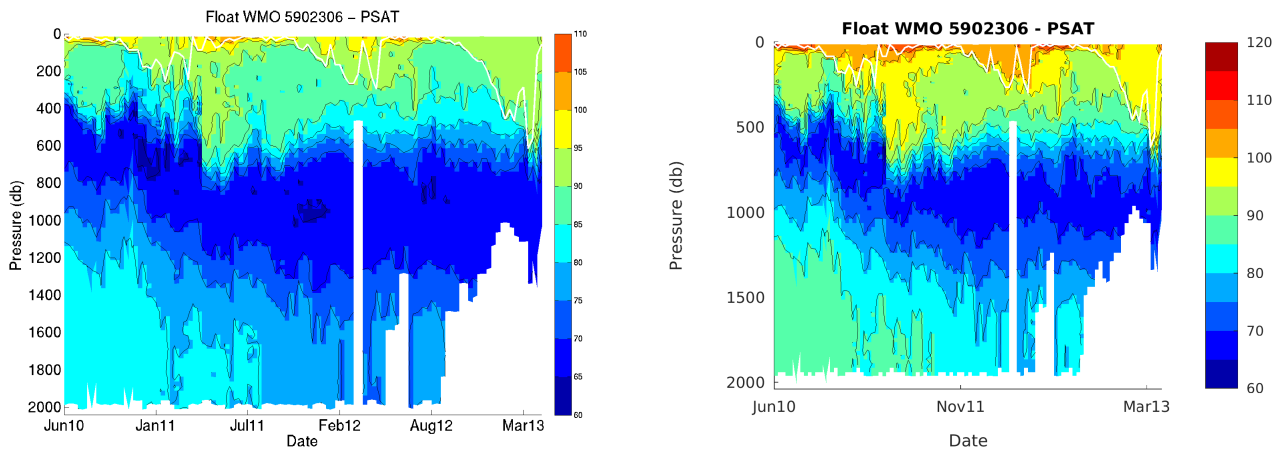 Float WMO 5902306 – PSAT
0
200
400
600
800
1000
1200
1400
1600
1800
2000
Pressure (db)
Jun10
Jan11
Jul11
Feb12
Aug12
Mar13
Date
110
105
100
95
90
85
80
75
70
65
60
Float WMO 5902306 - PSAT
0
500
1000
1500
2000
Pressure (db)
Jun10
Nov11
Mar13
Date
120
110
100
90
80
70
60